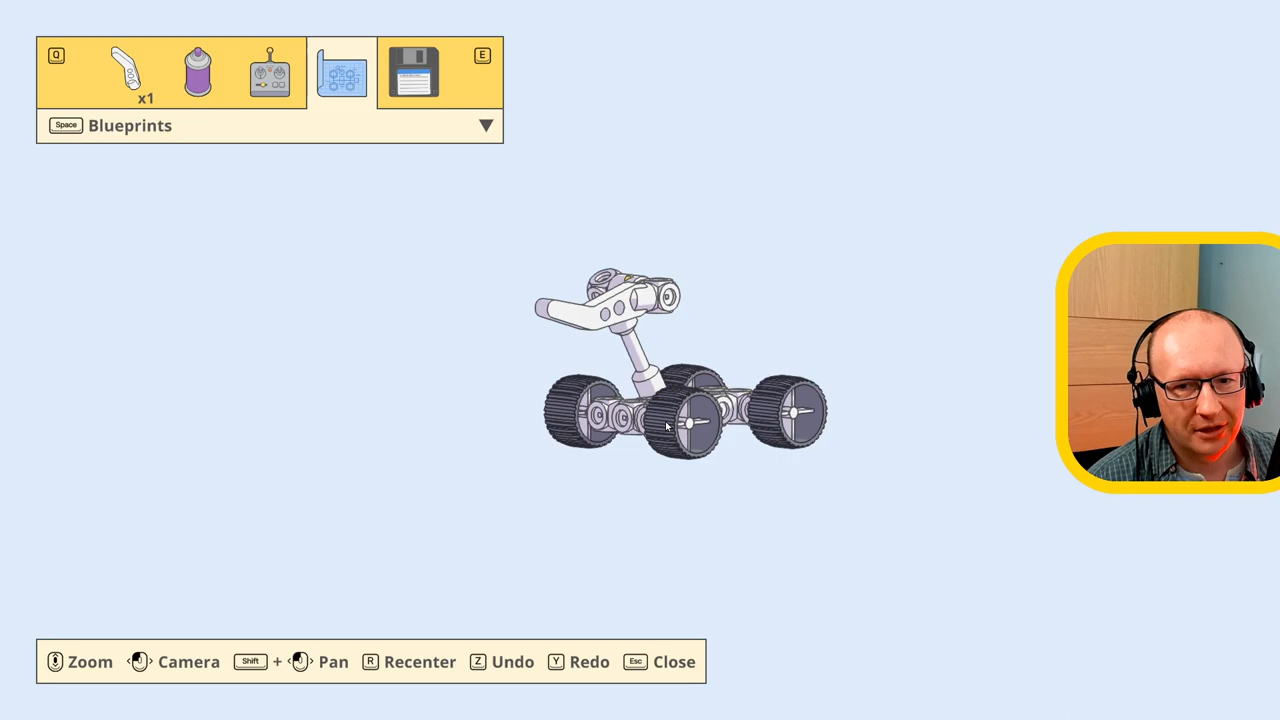 Q
x1
E
Space Blueprints
Zoom Camera Shift + Pan R Recenter Z Undo Y Redo Esc Close